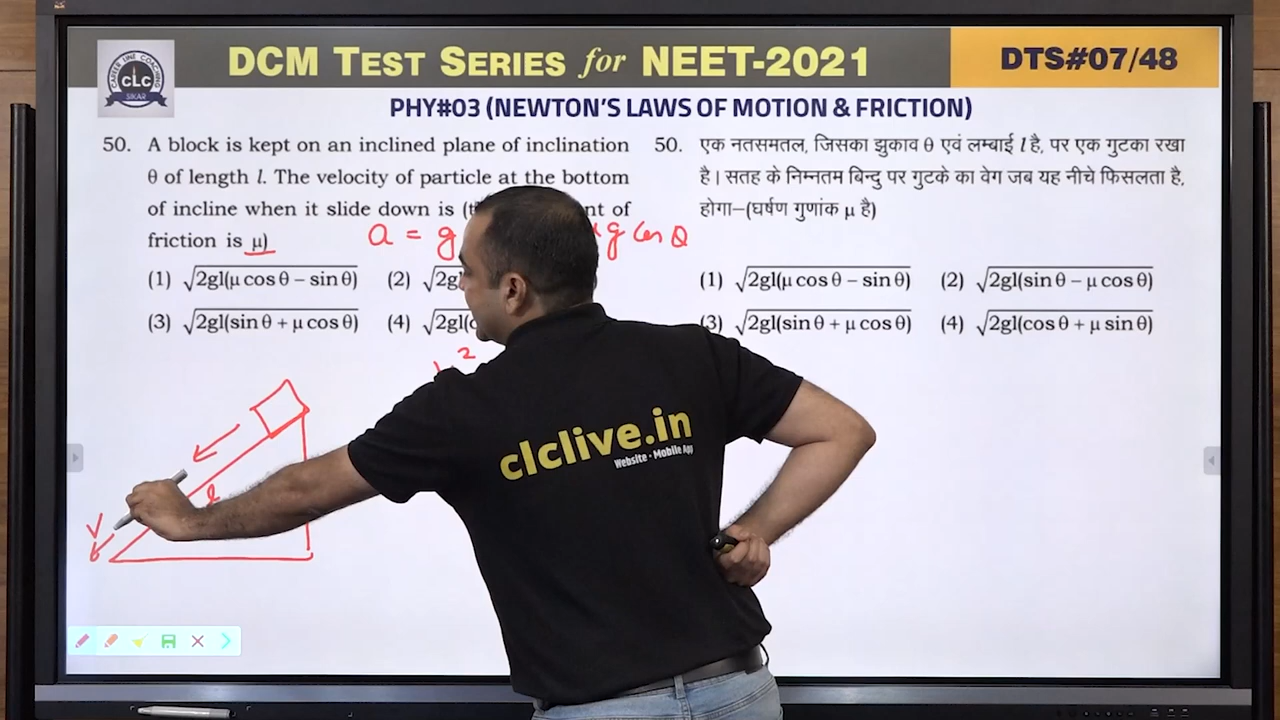 DCM TEST SERIES for NEET-2021
DTS#07/48
CAREER LINE COACHING
CLC
SIKAR
PHY#03 (NEWTON'S LAWS OF MOTION & FRICTION)
50. A block is kept on an inclined plane of inclination
θ of length l. The velocity of particle at the bottom
of incline when it slide down is of
friction is μ)
(1) √2gl(μ cos θ – sin θ) (2) √2gl
(3) √2gl(sin θ + μ cos θ) (4) √2gl(
a = g g cos θ
50. एक नतसमतल, जिसका झुकाव θ एवं लम्बाई l है, पर एक गुटका रखा
है। सतह के निम्नतम बिन्दु पर गुटके का वेग जब यह नीचे फिसलता है,
होगा–(घर्षण गुणांक μ है)
(1) √2gl(μ cos θ – sin θ) (2) √2gl(sin θ – μ cos θ)
(3) √2gl(sin θ + μ cos θ) (4) √2gl(cos θ + μ sin θ)
2
l
V
clclive.in
Website • Mobile App